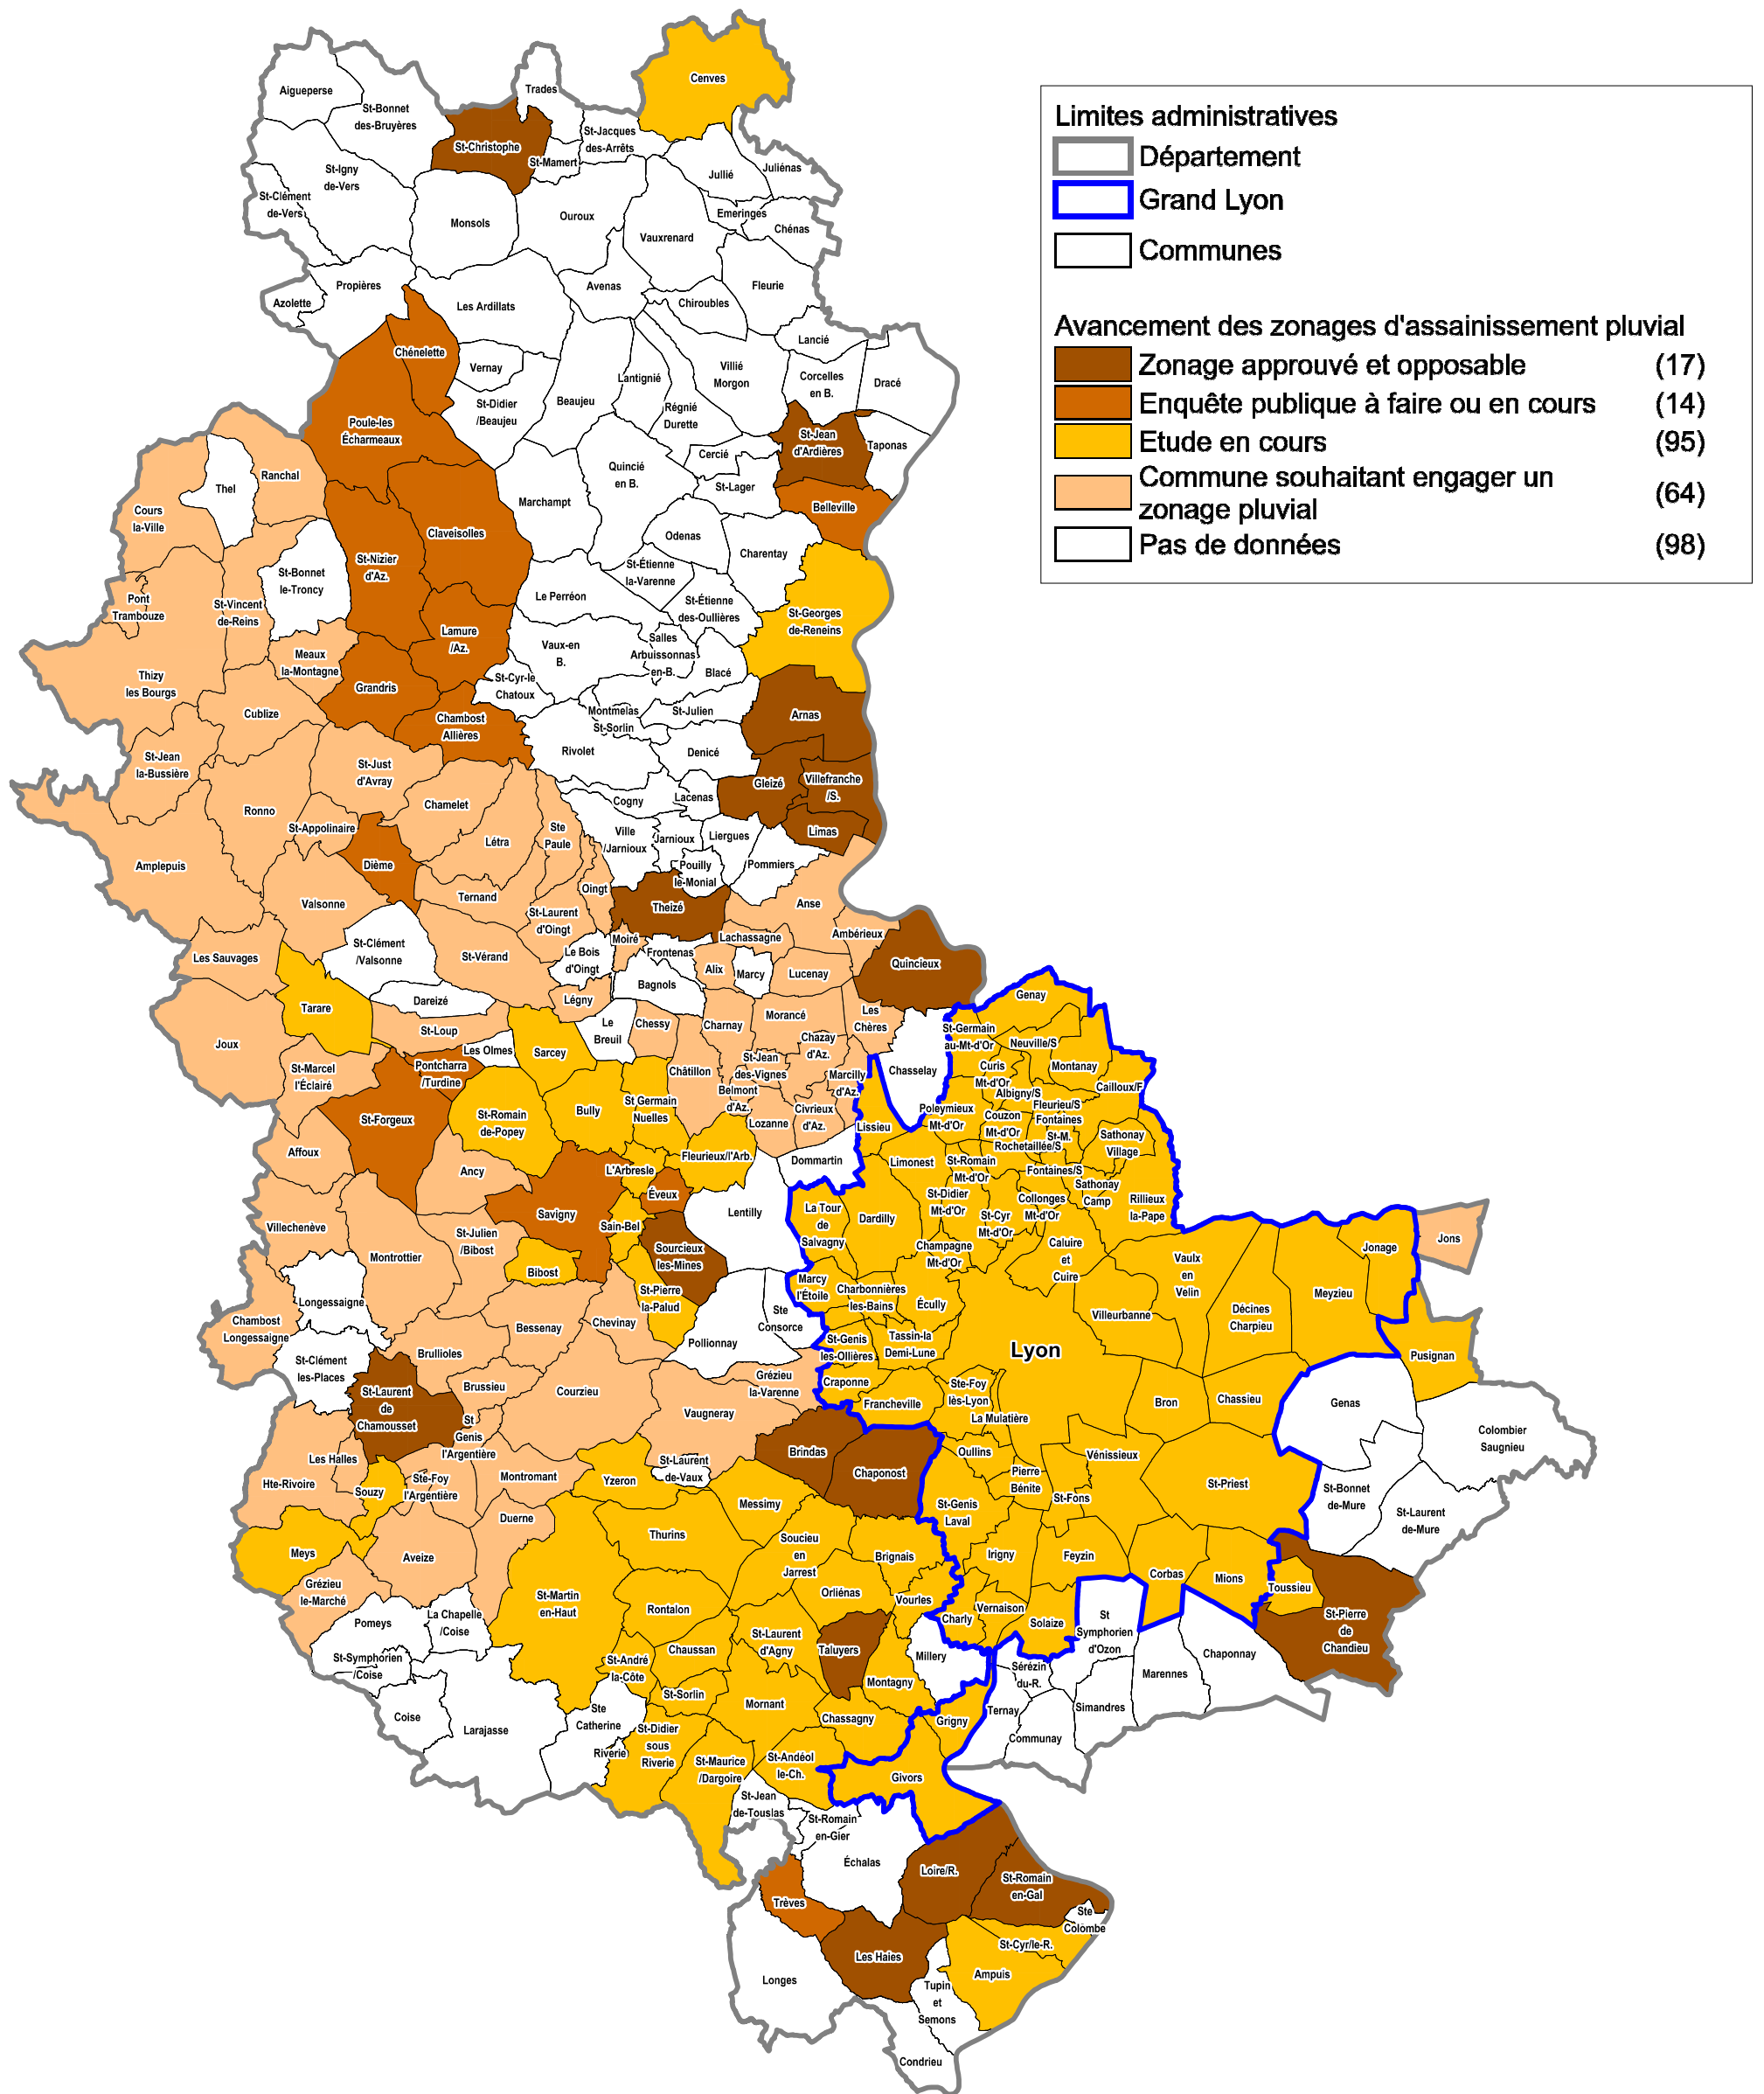 Limites administratives
Département
Grand Lyon
Communes
Avancement des zonages d'assainissement pluvial
Zonage approuvé et opposable (17)
Enquête publique à faire ou en cours (14)
Etude en cours (95)
Commune souhaitant engager un
zonage pluvial (64)
Pas de données (98)
Cenves
Aigueperse
St-Bonnet
des-Bruyères
Trades
St-Christophe
St-Jacques
des-Arrêts
St-Mamert
St-Igny
de-Vers
Jullié
Juliénas
St-Clément
de-Vers
Monsols
Ouroux
Emeringes
Chénas
Vauxrenard
Propières
Azolette
Avenas
Fleurie
Les Ardillats
Chiroubles
Lancié
Chénelette
Vernay
Villié
Morgon
Corcelles
en B.
Dracé
Lantignié
St-Didier
/Beaujeu
Beaujeu
Régnié
Durette
Poule-les
Écharmeaux
St-Jean
d'Ardières
Taponas
Cercié
Quincié
en B.
St-Lager
Ranchal
Thel
Cours
la-Ville
Marchampt
Belleville
Claveisolles
Odenas
Charentay
St-Nizier
d'Az.
St-Bonnet
le-Troncy
St-Étienne
la-Varenne
Pont
Trambouze
St-Vincent
de-Reins
Le Perréon
St-Étienne
des-Oullières
St-Georges
de-Reneins
Lamure
/Az.
Vaux-en
B.
Salles
Arbuissonnas
en-B.
Meaux
la-Montagne
Blacé
Thizy
les Bourgs
Grandris
St-Cyr-le
Chatoux
Cublize
Chambost
Allières
Montmelas
St-Sorlin
St-Julien
Arnas
St-Jean
la-Bussière
St-Just
d'Avray
Rivolet
Denicé
Gleizé
Villefranche
/S.
Chamelet
Cogny
Lacenas
Ronno
St-Appolinaire
Létra
Ste
Paule
Ville
/Jarnioux
Jarnioux
Liergues
Limas
Amplepuis
Dième
Pouilly
le-Monial
Pommiers
Valsonne
Ternand
Oingt
Theizé
Anse
St-Laurent
d'Oingt
Les Sauvages
St-Clément
/Valsonne
St-Vérand
Le Bois
d'Oingt
Moiré
Frontenas
Lachassagne
Ambérieux
Alix
Marcy
Lucenay
Quincieux
Bagnols
Tarare
Dareizé
Légny
Genay
Joux
St-Loup
Le
Breuil
Chessy
Charnay
Morancé
Les
Chères
St-Germain
au-Mt-d'Or
Neuville/S
Les Olmes
Sarcey
Chazay
d'Az.
Chasselay
Curis
Mt-d'Or
Montanay
Cailloux/F.
St-Marcel
l'Éclairé
Pontcharra
/Turdine
Châtillon
St-Jean
des-Vignes
Marcilly
d'Az.
Albigny/S
Fleurieu/S
St-Forgeux
St-Romain
de-Popey
Bully
St Germain
Nuelles
Belmont
d'Az.
Lozanne
Civrieux
d'Az.
Lissieu
Poleymieux
Mt-d'Or
Couzon
Mt-d'Or
Fontaines
St-M.
Rochetaillée/S
Sathonay
Village
Affoux
Ancy
L'Arbresle
Fleurieux/l'Arb.
Dommartin
Limonest
St-Romain
Mt-d'Or
Fontaines/S
Sathonay
Camp
Rillieux
la-Pape
Savigny
Éveux
Lentilly
La Tour
de
Salvagny
Dardilly
St-Didier
Mt-d'Or
St-Cyr
Mt-d'Or
Collonges
Mt-d'Or
Villechenève
St-Julien
/Bibost
Sain-Bel
Jons
Jonage
Montrottier
Bibost
Sourcieux
les-Mines
Champagne
Mt-d'Or
Caluire
et
Cuire
Vaulx
en
Velin
St-Pierre
la-Palud
Marcy
l'Étoile
Charbonnières
les-Bains
Écully
Villeurbanne
Décines
Charpieu
Meyzieu
Longessaigne
Chambost
Longessaigne
Bessenay
Chevinay
Ste
Consorce
Pollionnay
St-Genis
les-Ollières
Tassin-la
Demi-Lune
Lyon
Pusignan
Brullioles
St-Clément
les-Places
Grézieu
la-Varenne
Craponne
Francheville
Ste-Foy
lès-Lyon
La Mulatière
Bron
Chassieu
Genas
St-Laurent
de
Chamousset
Brussieu
Courzieu
Vaugneray
St
Genis
l'Argentière
Colombier
Saugnieu
Les Halles
Brindas
Chaponost
Oullins
Vénissieux
Hte-Rivoire
Souzy
Ste-Foy
l'Argentière
Montromant
Yzeron
St-Laurent
de-Vaux
Pierre
Bénite
St-Fons
St-Priest
St-Bonnet
de-Mure
Messimy
St-Genis
Laval
St-Laurent
de-Mure
Duerne
Thurins
Soucieu
en
Jarrest
Meys
Aveize
Brignais
Irigny
Feyzin
Corbas
Mions
Toussieu
Grézieu
le-Marché
St-Martin
en-Haut
Orliénas
Vourles
Pomeys
La Chapelle
/Coise
Rontalon
Charly
Vernaison
Solaize
St
Symphorien
d'Ozon
St-Pierre
de
Chandieu
St-Symphorien
/Coise
St-André
la-Côte
Chaussan
St-Laurent
d'Agny
Taluyers
Millery
Sérézin
du-R.
Marennes
Chaponnay
Montagny
St-Sorlin
Mornant
Coise
Larajasse
Ste
Catherine
Chassagny
Grigny
Ternay
Simandres
Communay
Riverie
St-Didier
sous
Riverie
St-Maurice
/Dargoire
St-Andéol
le-Ch.
Givors
St-Jean
de-Touslas
St-Romain
en-Gier
Échalas
Loire/R.
St-Romain
en-Gal
Trèves
Ste
Colombe
Les Haies
St-Cyr/le-R.
Longes
Ampuis
Tupin
et
Semons
Condrieu